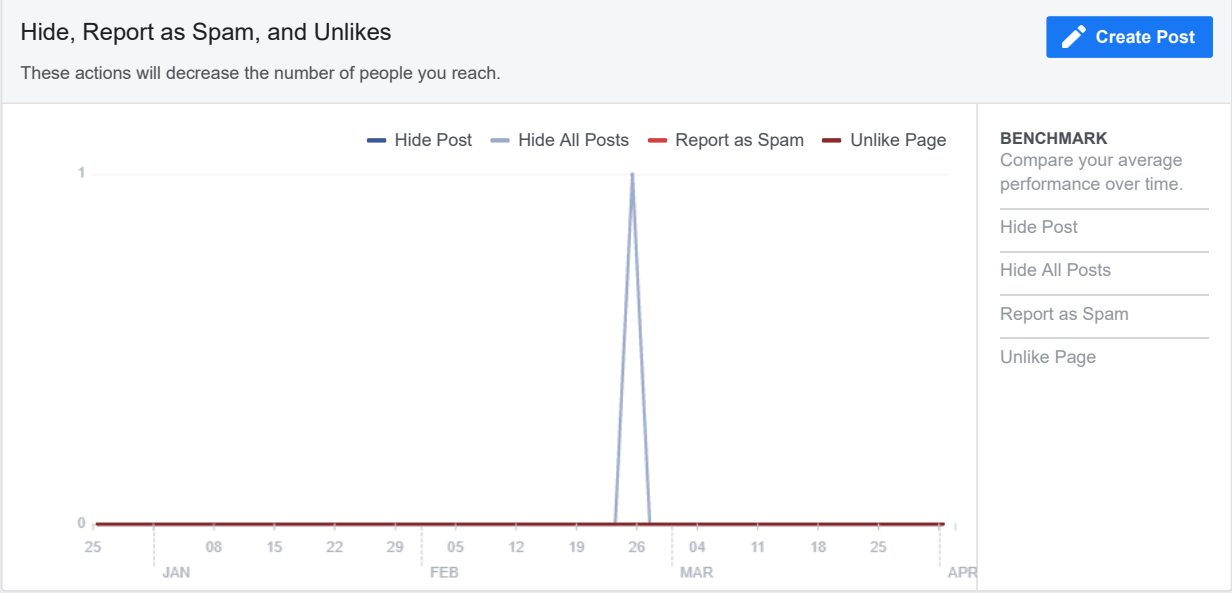 Hide, Report as Spam, and Unlikes
Create Post
These actions will decrease the number of people you reach.
Hide Post Hide All Posts Report as Spam Unlike Page
1
0
25 08 15 22 29 05 12 19 26 04 11 18 25
JAN FEB MAR APR
BENCHMARK
Compare your average
performance over time.
Hide Post
Hide All Posts
Report as Spam
Unlike Page